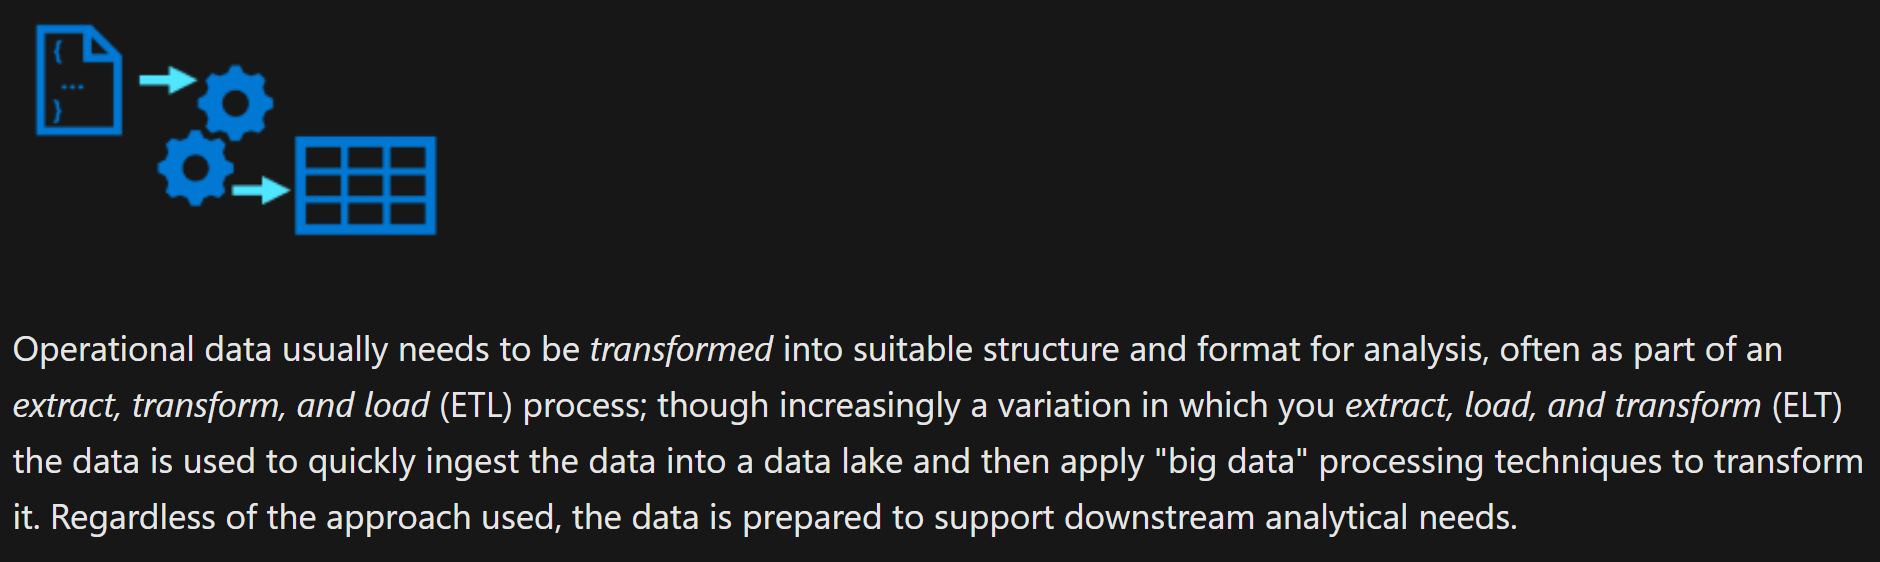 {
...
}
Operational data usually needs to be transformed into suitable structure and format for analysis, often as part of an
extract, transform, and load (ETL) process; though increasingly a variation in which you extract, load, and transform (ELT)
the data is used to quickly ingest the data into a data lake and then apply "big data" processing techniques to transform
it. Regardless of the approach used, the data is prepared to support downstream analytical needs.